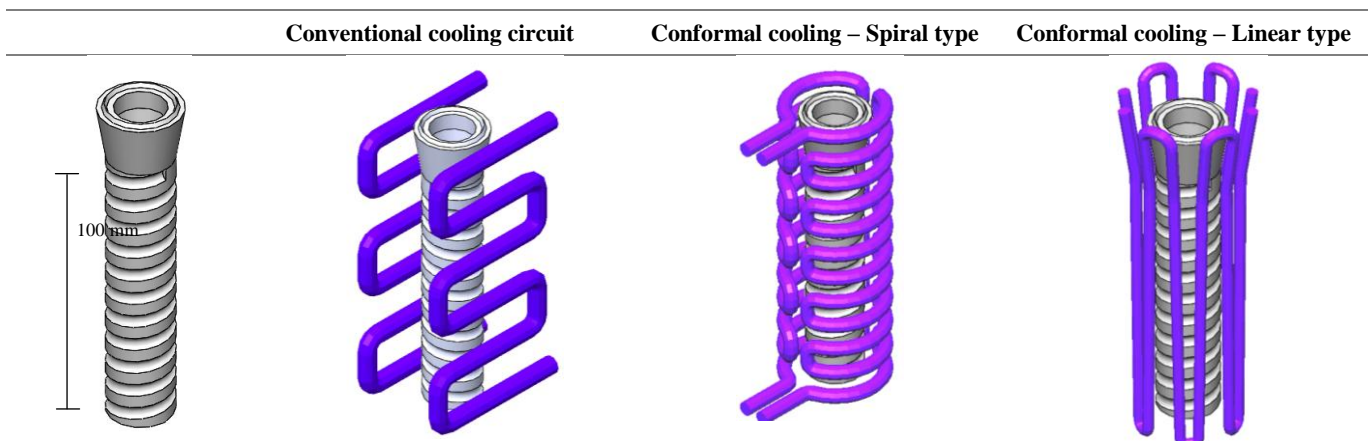 Conventional cooling circuit Conformal cooling – Spiral type Conformal cooling – Linear type
100 mm